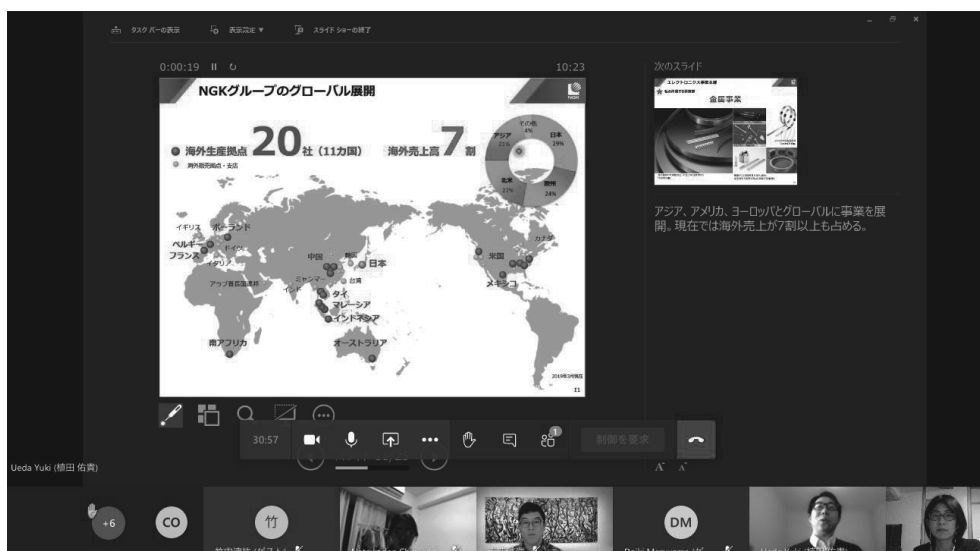 タスク バーの表示
表示設定 ▼
スライド ショーの終了
0:00:19
10:23
次のスライド
NGKグループのグローバル展開
NGK
海外生産拠点 20 社（11カ国）
海外売上高 7 割
海外販売拠点・支店
その他
4%
アジア
21%
日本
29%
北米
22%
欧州
24%
イギリス
ポーランド
ベルギー
ドイツ
フランス
イタリア
アラブ首長国連邦
中国
韓国
日本
ミャンマー
台湾
インド
タイ
マレーシア
インドネシア
南アフリカ
オーストラリア
カナダ
米国
メキシコ
2019年3月現在
11
エレクトロニクス事業本部
金属事業
アジア、アメリカ、ヨーロッパとグローバルに事業を展
開。現在では海外売上が7割以上も占める。
30:57
1
制御を要求
Ueda Yuki (植田 佑貴)
+6
CO
竹
DM